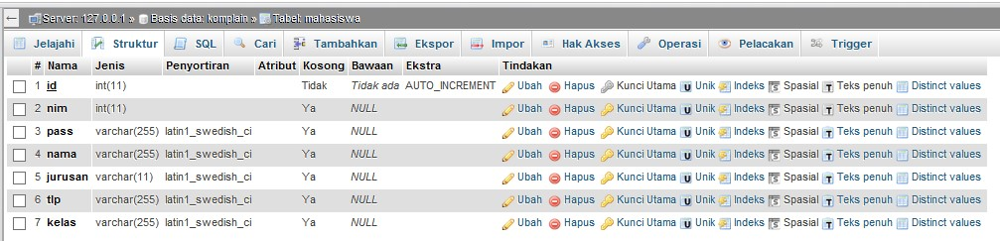 Server: 127.0.0.1 » Basis data: komplain » Tabel: mahasiswa
Jelajahi Struktur SQL Cari Tambahkan Ekspor Impor Hak Akses Operasi Pelacakan Trigger
# Nama Jenis Penyortiran Atribut Kosong Bawaan Ekstra Tindakan
1 id int(11) Tidak Tidak ada AUTO_INCREMENT Ubah Hapus Kunci Utama Unik Indeks Spasial Teks penuh Distinct values
2 nim int(11) Ya NULL Ubah Hapus Kunci Utama Unik Indeks Spasial Teks penuh Distinct values
3 pass varchar(255) latin1_swedish_ci Ya NULL Ubah Hapus Kunci Utama Unik Indeks Spasial Teks penuh Distinct values
4 nama varchar(255) latin1_swedish_ci Ya NULL Ubah Hapus Kunci Utama Unik Indeks Spasial Teks penuh Distinct values
5 jurusan varchar(11) latin1_swedish_ci Ya NULL Ubah Hapus Kunci Utama Unik Indeks Spasial Teks penuh Distinct values
6 tlp varchar(255) latin1_swedish_ci Ya NULL Ubah Hapus Kunci Utama Unik Indeks Spasial Teks penuh Distinct values
7 kelas varchar(255) latin1_swedish_ci Ya NULL Ubah Hapus Kunci Utama Unik Indeks Spasial Teks penuh Distinct values